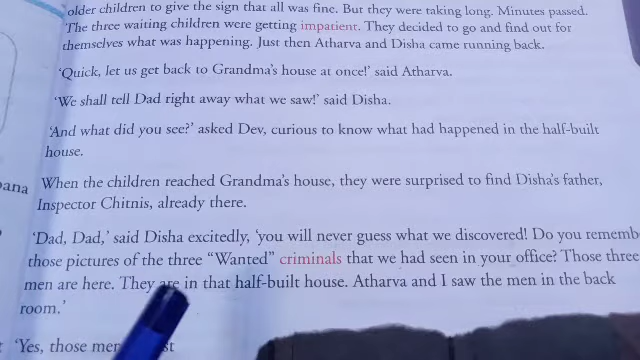 older children to give the sign that all was fine. But they were taking long. Minutes passed.
The three waiting children were getting impatient. They decided to go and find out for
themselves what was happening. Just then Atharva and Disha came running back.
'Quick, let us get back to Grandma's house at once!' said Atharva.
'We shall tell Dad right away what we saw!' said Disha.
'And what did you see?' asked Dev, curious to know what had happened in the half-built
house.
When the children reached Grandma's house, they were surprised to find Disha's father,
Inspector Chitnis, already there.
'Dad, Dad,' said Disha excitedly, 'you will never guess what we discovered! Do you rememb
those pictures of the three "Wanted" criminals that we had seen in your office? Those three
men are here. They are in that half-built house. Atharva and I saw the men in the back
room.'
'Yes, those